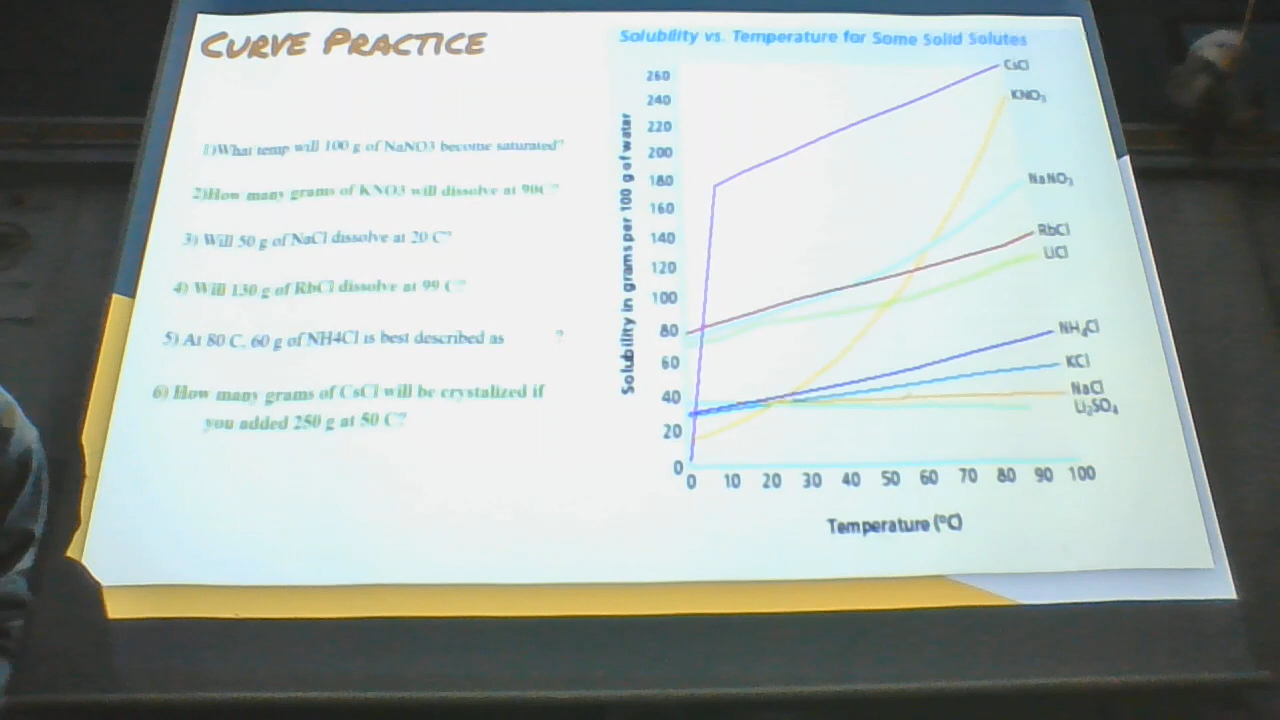 CURVE PRACTICE
1)What temp will 100 g of NaNO3 become saturated?
2)How many grams of KNO3 will dissolve at 90C ?
3) Will 50 g of NaCl dissolve at 20 C?
4) Will 130 g of RbCl dissolve at 99 C?
5) At 80 C, 60 g of NH4Cl is best described as ?
6) How many grams of CsCl will be crystalized if
you added 250 g at 50 C?
Solubility vs. Temperature for Some Solid Solutes
Solubility in grams per 100 g of water
260
240
220
200
180
160
140
120
100
80
60
40
20
0
CsCl
KNO₃
NaNO₃
RbCl
LiCl
NH₄Cl
KCl
NaCl
Li₂SO₄
0 10 20 30 40 50 60 70 80 90 100
Temperature (°C)